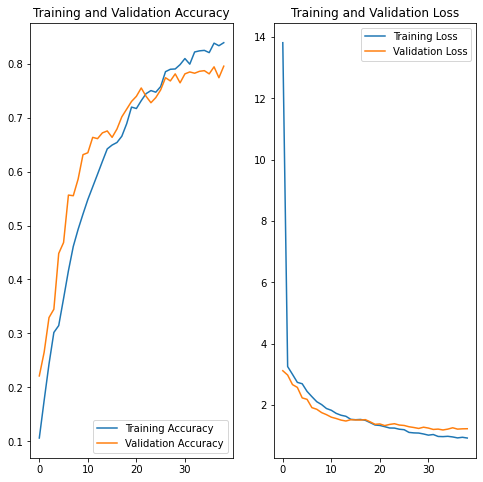 Training and Validation Accuracy
0.8
0.7
0.6
0.5
0.4
0.3
0.2
0.1
0 10 20 30
Training Accuracy
Validation Accuracy
Training and Validation Loss
14
12
10
8
6
4
2
0 10 20 30
Training Loss
Validation Loss